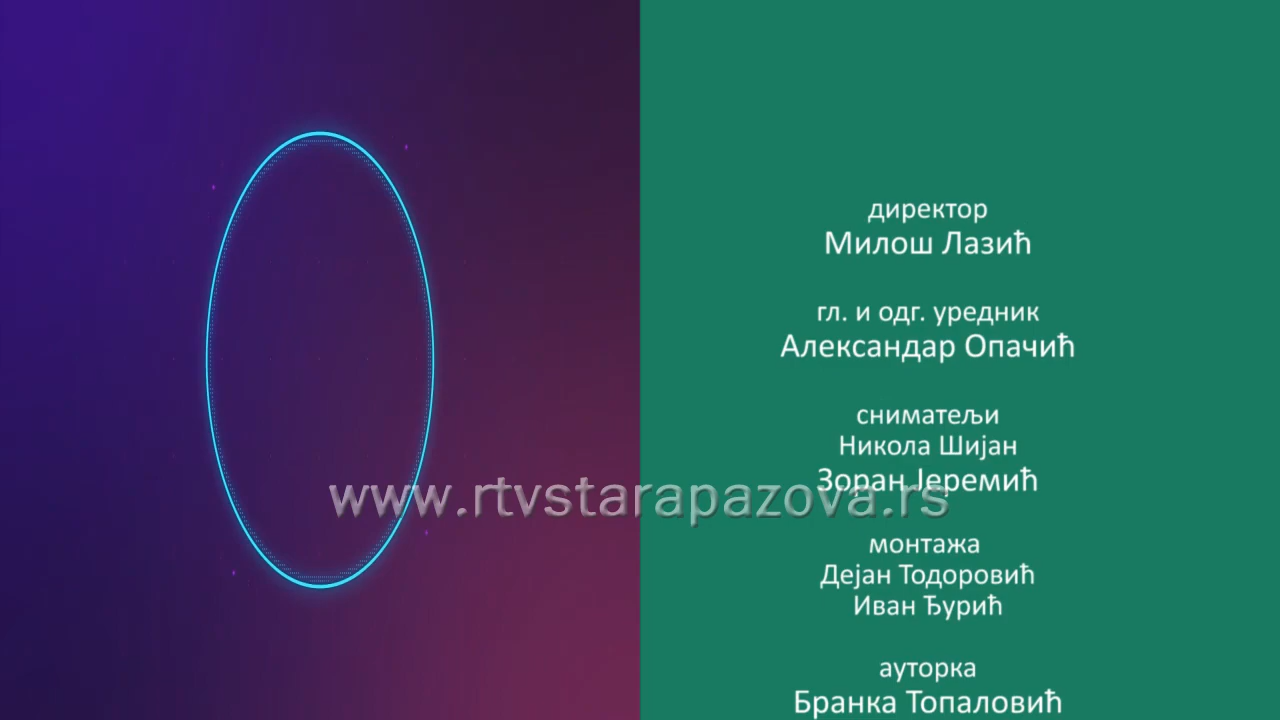 директор
Милош Лазић
гл. и одг. уредник
Александар Опачић
сниматељи
Никола Шијан
Зоран Јеремић
www.rtvstarapazova.rs
монтажа
Дејан Тодоровић
Иван Ђурић
ауторка
Бранка Топаловић